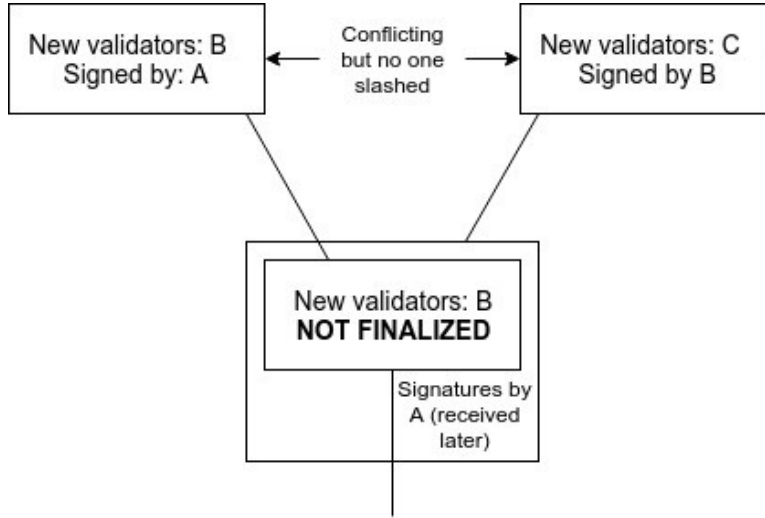 New validators: B
Signed by: A
Conflicting
but no one
slashed
New validators: C
Signed by B
New validators: B
NOT FINALIZED
Signatures by
A (received
later)